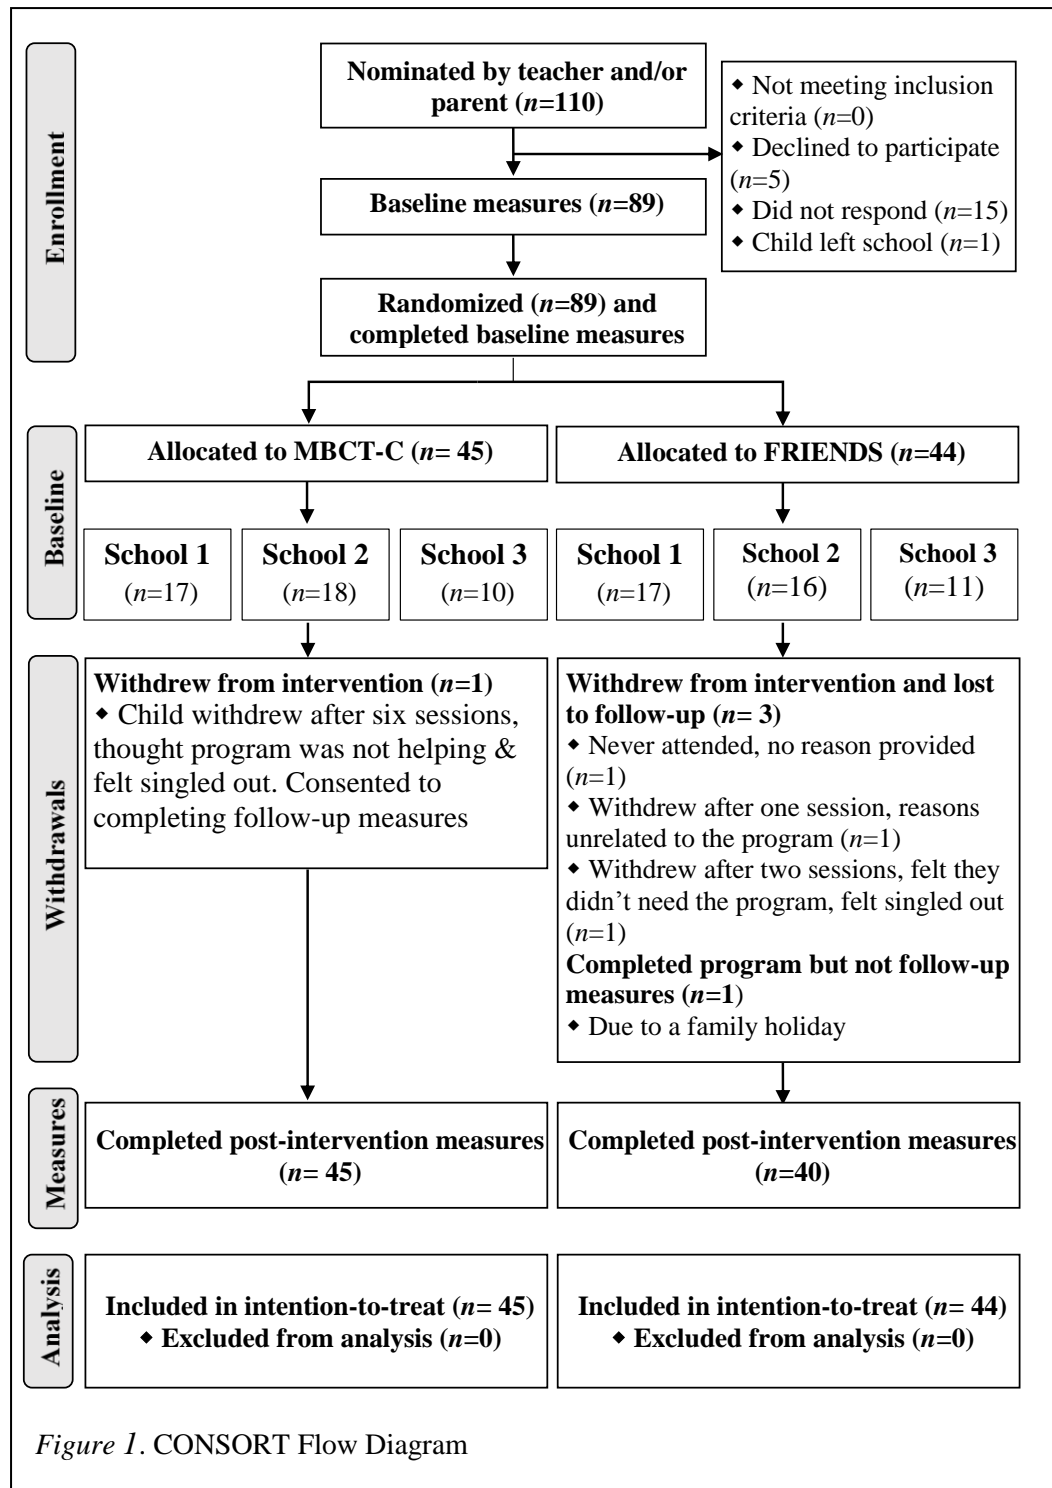 Enrollment
Nominated by teacher and/or
parent (n=110)
◆ Not meeting inclusion
criteria (n=0)
◆ Declined to participate
(n=5)
◆ Did not respond (n=15)
◆ Child left school (n=1)
Baseline measures (n=89)
Randomized (n=89) and
completed baseline measures
Baseline
Allocated to MBCT-C (n= 45)
Allocated to FRIENDS (n=44)
School 1
(n=17)
School 2
(n=18)
School 3
(n=10)
School 1
(n=17)
School 2
(n=16)
School 3
(n=11)
Withdrawals
Withdrew from intervention (n=1)
◆ Child withdrew after six sessions,
thought program was not helping &
felt singled out. Consented to
completing follow-up measures
Withdrew from intervention and lost
to follow-up (n= 3)
◆ Never attended, no reason provided
(n=1)
◆ Withdrew after one session, reasons
unrelated to the program (n=1)
◆ Withdrew after two sessions, felt they
didn’t need the program, felt singled out
(n=1)
Completed program but not follow-up
measures (n=1)
◆ Due to a family holiday
Measures
Completed post-intervention measures
(n= 45)
Completed post-intervention measures
(n=40)
Analysis
Included in intention-to-treat (n= 45)
◆ Excluded from analysis (n=0)
Included in intention-to-treat (n= 44)
◆ Excluded from analysis (n=0)
Figure 1. CONSORT Flow Diagram